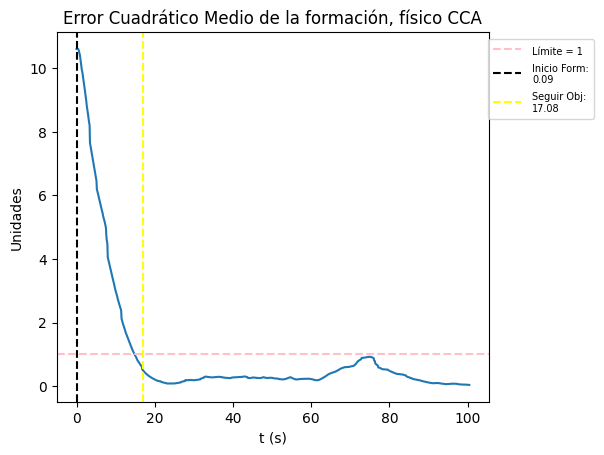 Error Cuadrático Medio de la formación, físico CCA
Límite = 1
Inicio Form:
0.09
Seguir Obj:
17.08
Unidades
10
8
6
4
2
0
0 20 40 60 80 100
t (s)